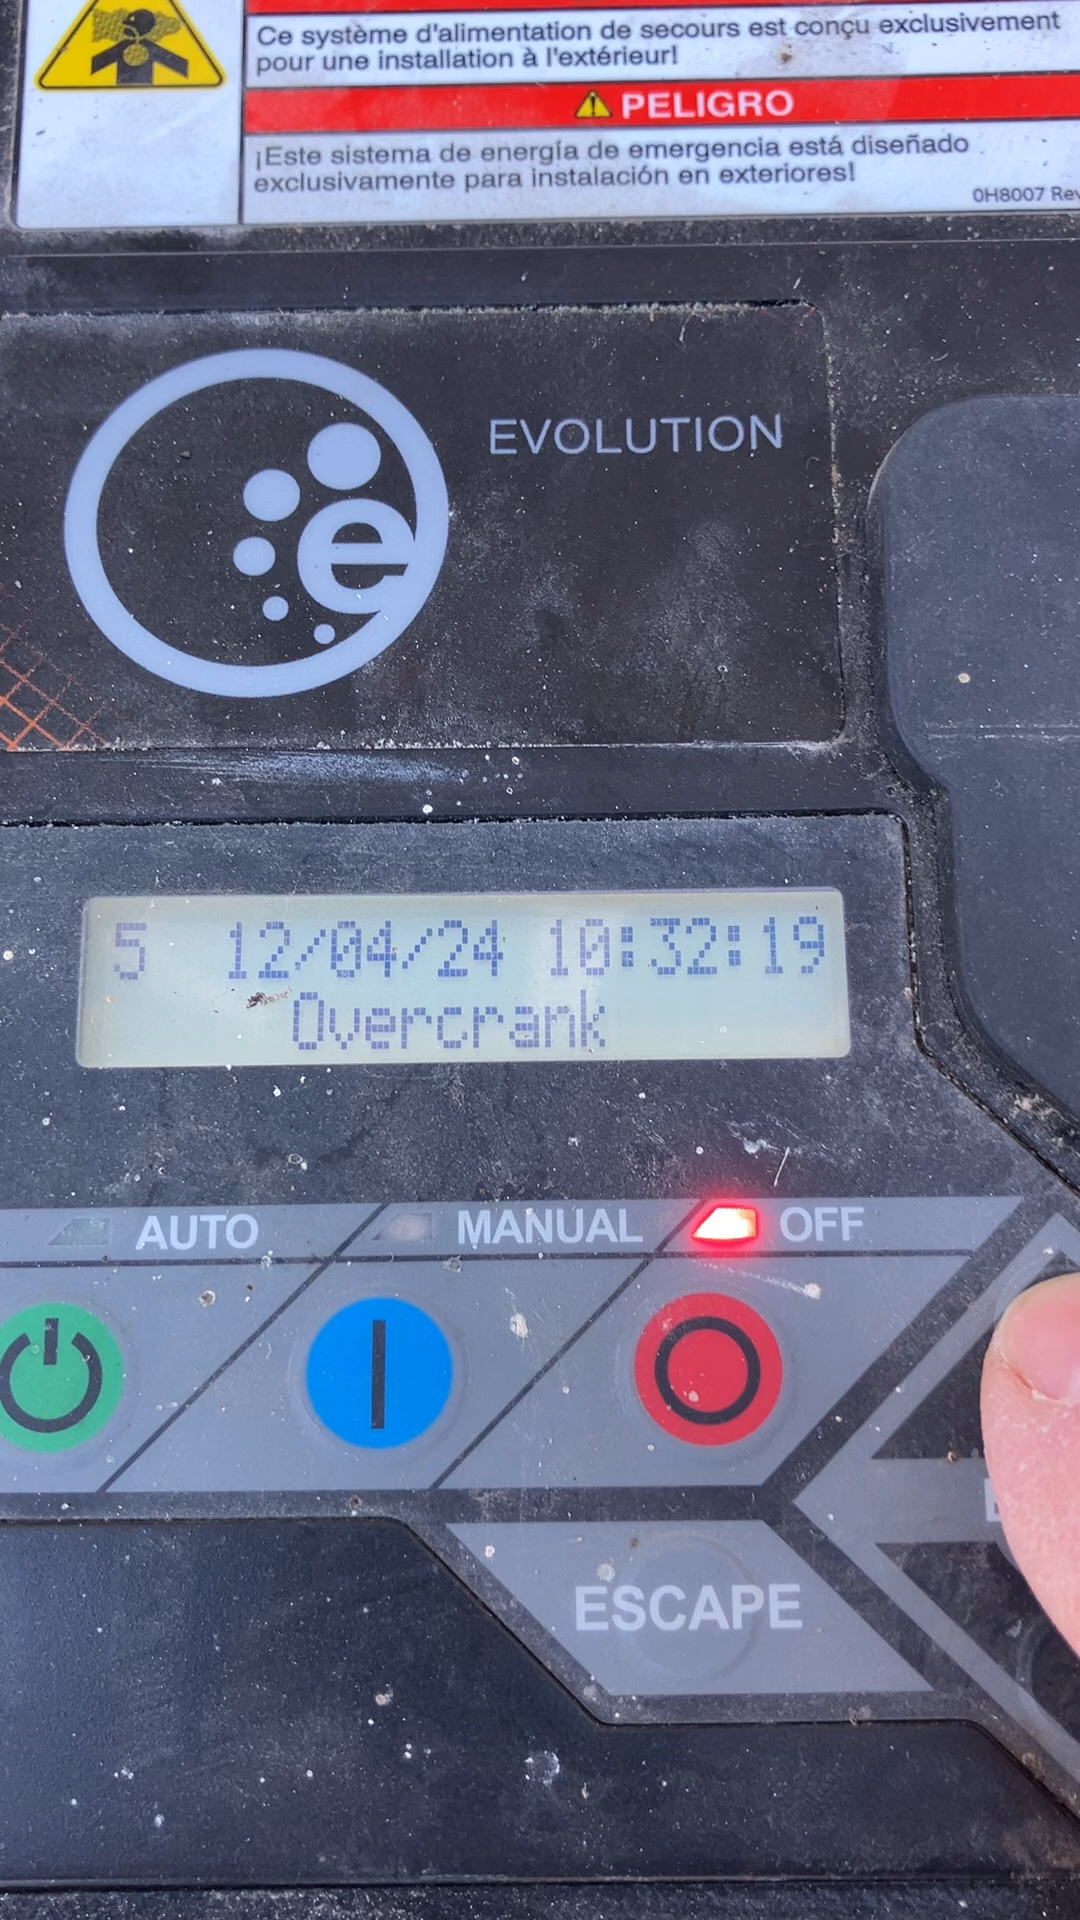 Ce système d'alimentation de secours est conçu exclusivement
pour une installation à l'extérieur!
PELIGRO
¡Este sistema de energía de emergencia está diseñado
exclusivamente para instalación en exteriores!
0H8007 Rev
e
EVOLUTION
5 12/04/24 10:32:19
Overcrank
AUTO MANUAL OFF
ESCAPE